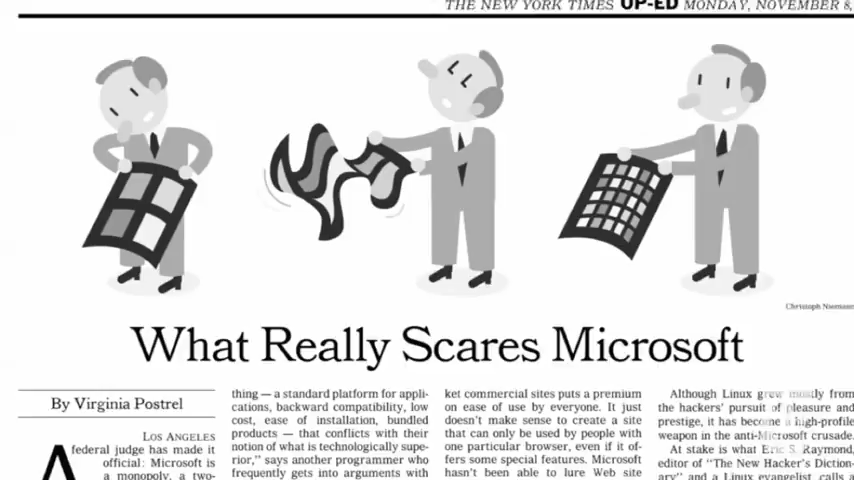 THE NEW YORK TIMES OP-ED MONDAY, NOVEMBER 8,
Christoph Niemann
What Really Scares Microsoft
By Virginia Postrel
LOS ANGELES
A federal judge has made it
official: Microsoft is
a monopoly, a two-
thing — a standard platform for appli-
cations, backward compatibility, low
cost, ease of installation, bundled
products — that conflicts with their
notion of what is technologically supe-
rior," says another programmer who
frequently gets into arguments with
ket commercial sites puts a premium
on ease of use by everyone. It just
doesn't make sense to create a site
that can only be used by people with
one particular browser, even if it of-
fers some special features. Microsoft
hasn't been able to lure Web site
Although Linux grew mostly from
the hackers' pursuit of pleasure and
prestige, it has become a high-profile
weapon in the anti-Microsoft crusade.
At stake is what Eric S. Raymond,
editor of "The New Hacker's Diction-
ary" and a Linux evangelist calls a